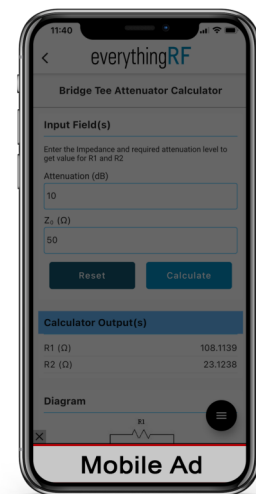 11:40
everythingRF
Bridge Tee Attenuator Calculator
Input Field(s)
Enter the Impedance and required attenuation level to
get value for R1 and R2
Attenuation (dB)
10
Z₀ (Ω)
50
Reset Calculate
Calculator Output(s)
R1 (Ω) 108.1139
R2 (Ω) 23.1238
Diagram
R1
Mobile Ad